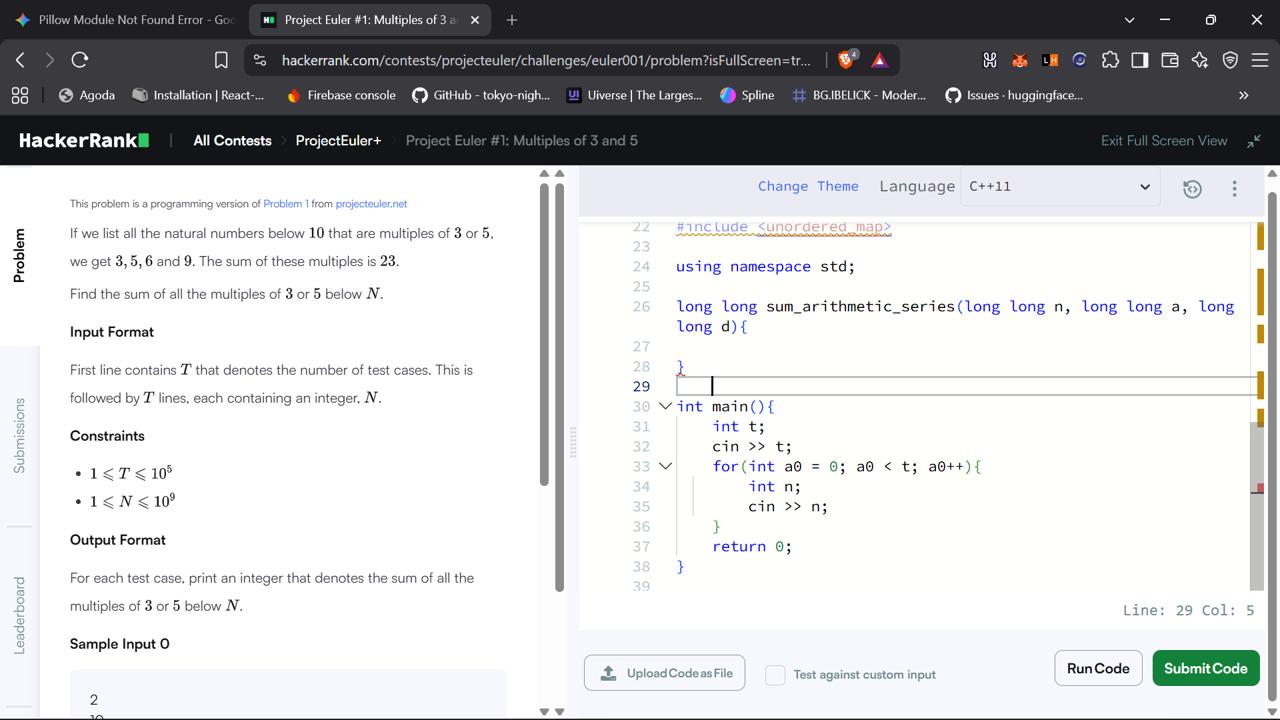 Pillow Module Not Found Error - Goo
Project Euler #1: Multiples of 3 a
hackerrank.com/contests/projecteuler/challenges/euler001/problem?isFullScreen=tr...
4
Agoda
Installation | React-...
Firebase console
GitHub - tokyo-nigh...
Uiverse | The Larges...
Spline
BG.IBELICK - Moder...
Issues · huggingface...
HackerRank
All Contests
ProjectEuler+
Project Euler #1: Multiples of 3 and 5
Exit Full Screen View
Problem
Submissions
Leaderboard
This problem is a programming version of Problem 1 from projecteuler.net
If we list all the natural numbers below 10 that are multiples of 3 or 5,
we get 3, 5, 6 and 9. The sum of these multiples is 23.
Find the sum of all the multiples of 3 or 5 below N.
Input Format
First line contains T that denotes the number of test cases. This is
followed by T lines, each containing an integer, N.
Constraints
• 1 ⩽ T ⩽ 10⁵
• 1 ⩽ N ⩽ 10⁹
Output Format
For each test case, print an integer that denotes the sum of all the
multiples of 3 or 5 below N.
Sample Input 0
2
10
Change Theme
Language
C++11
22 #include <unordered_map>
23
24 using namespace std;
25
26 long long sum_arithmetic_series(long long n, long long a, long
long d){
27
28 }
29
30 int main(){
31 int t;
32 cin >> t;
33 for(int a0 = 0; a0 < t; a0++){
34 int n;
35 cin >> n;
36 }
37 return 0;
38 }
39
Line: 29 Col: 5
Upload Code as File
Test against custom input
Run Code
Submit Code